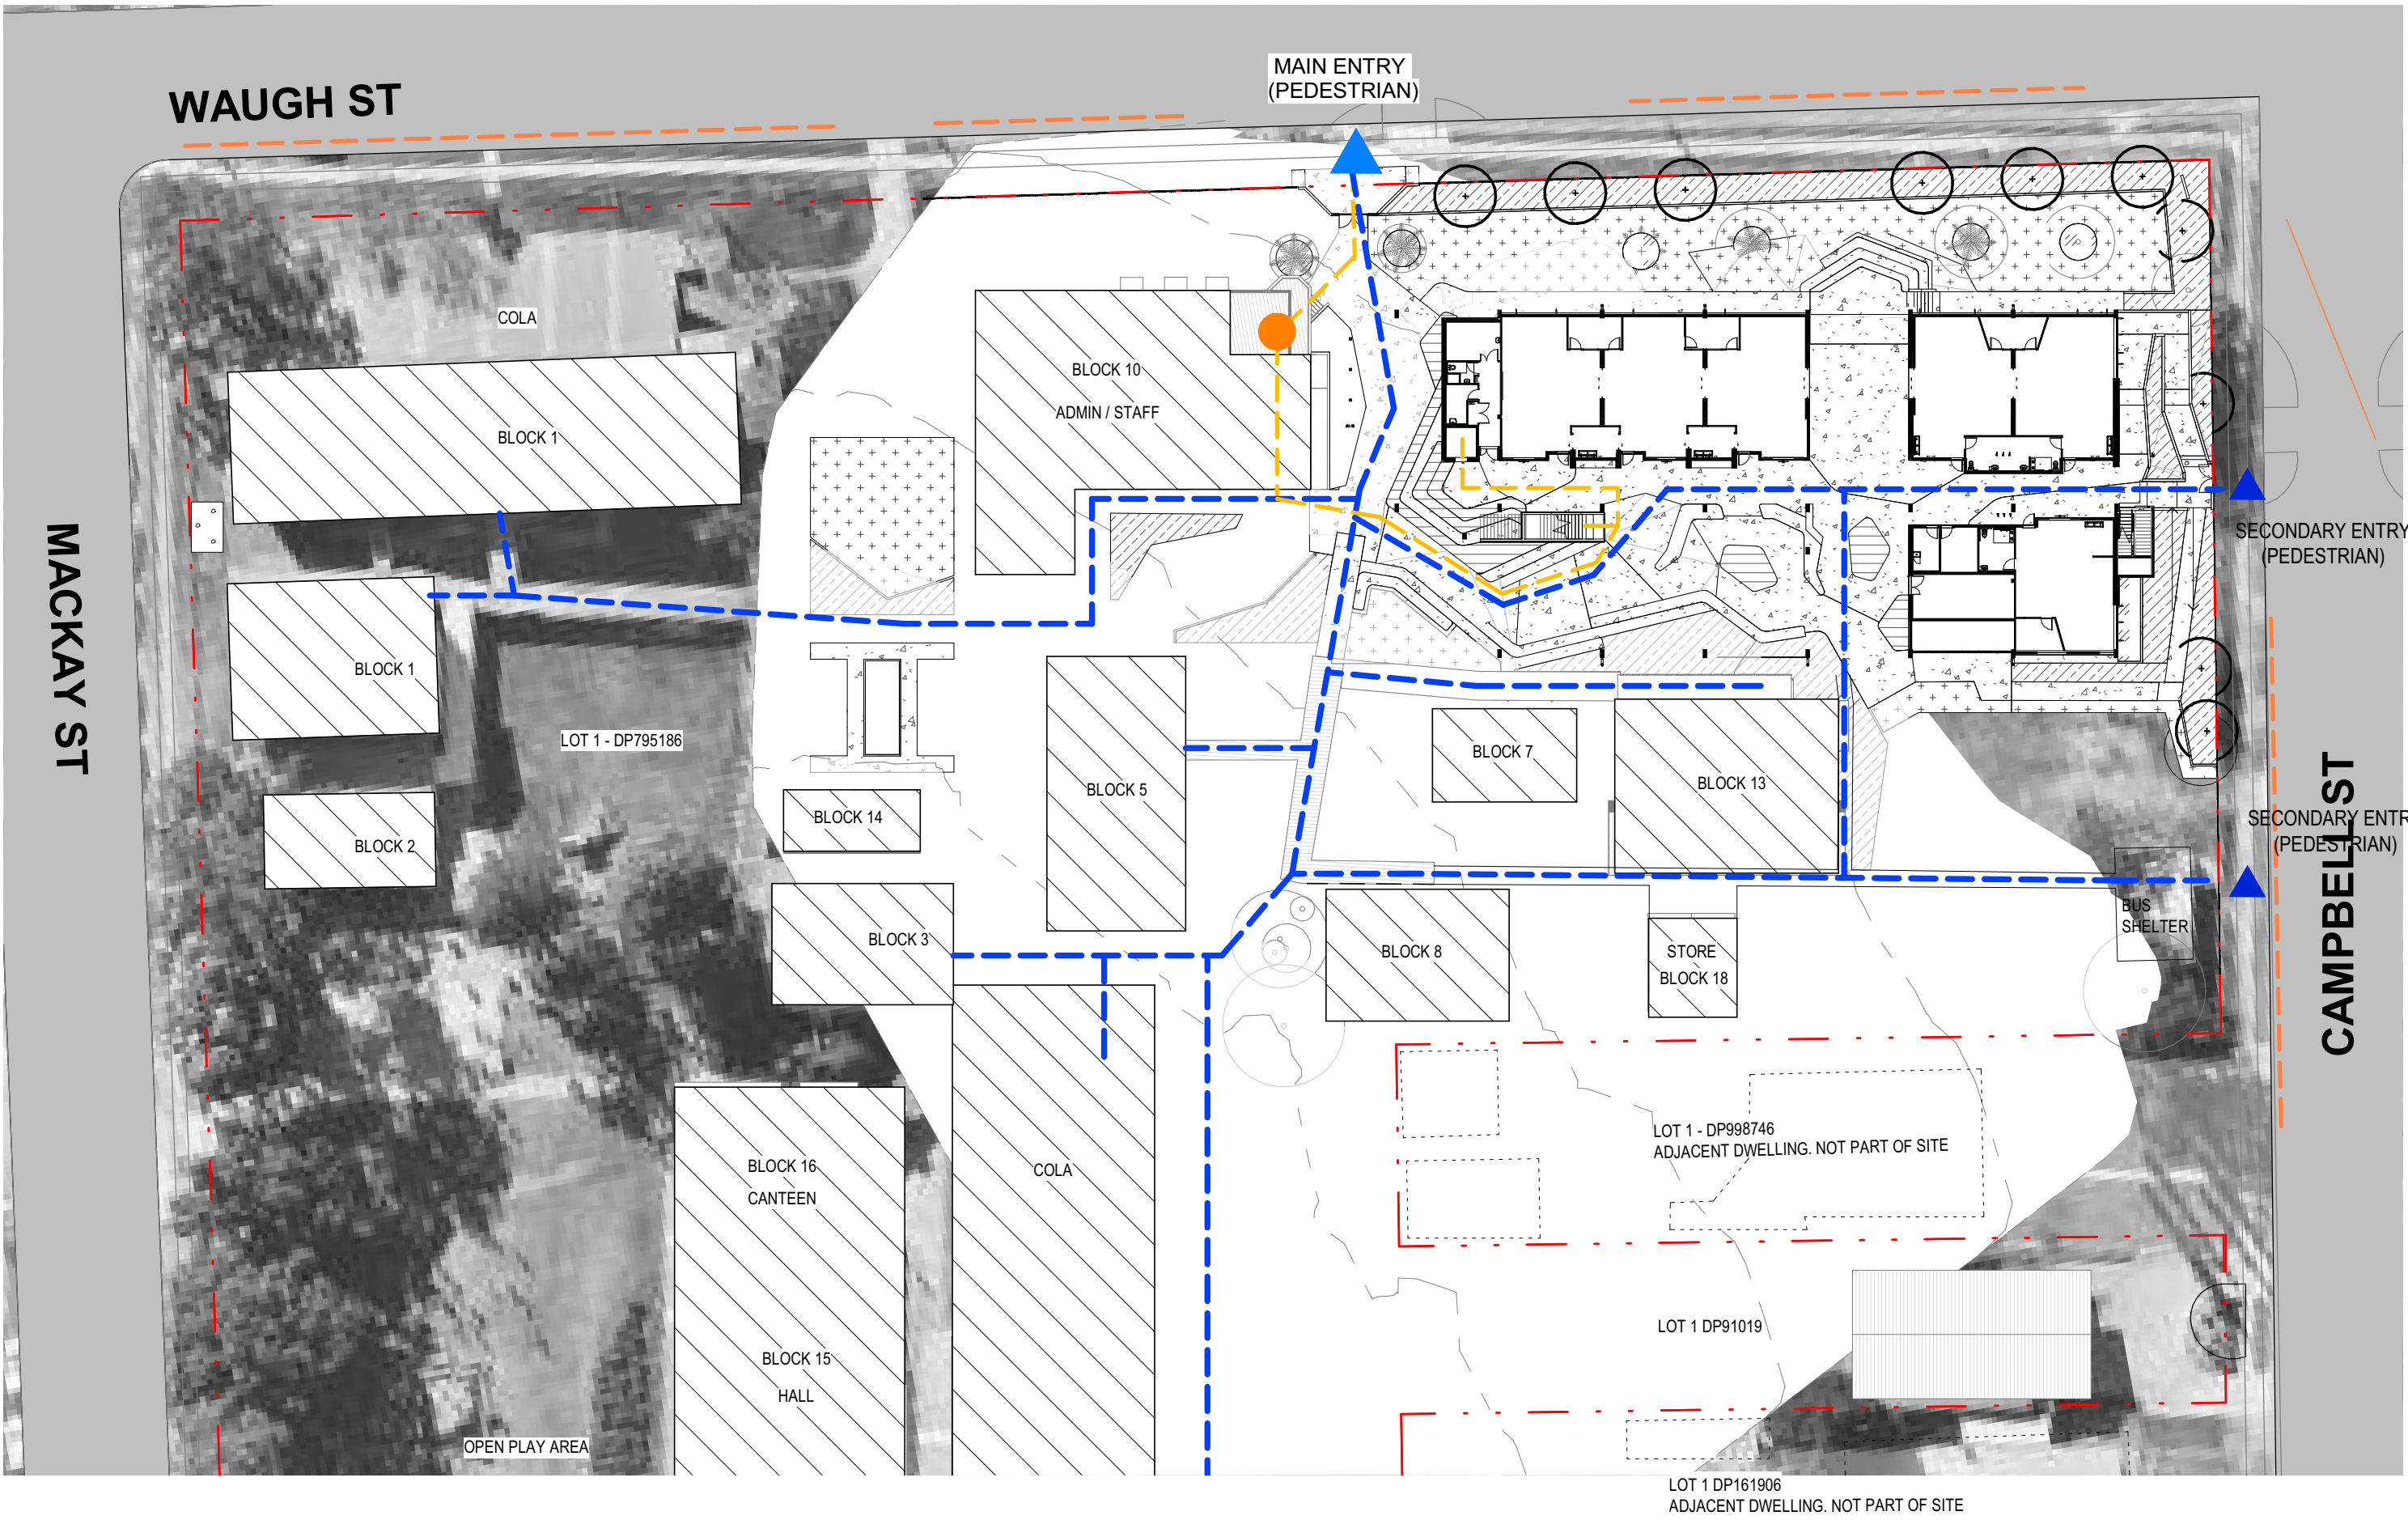 MAIN ENTRY
(PEDESTRIAN)
WAUGH ST
COLA
BLOCK 10
ADMIN / STAFF
BLOCK 1
MACKAY ST
SECONDARY ENTRY
(PEDESTRIAN)
BLOCK 1
LOT 1 - DP795186
BLOCK 7
BLOCK 13
BLOCK 5
BLOCK 14
BLOCK 2
SECONDARY ENTR
(PEDESTRIAN)
CAMPBELL ST
BUS
SHELTER
BLOCK 3
BLOCK 8
STORE
BLOCK 18
LOT 1 - DP998746
ADJACENT DWELLING. NOT PART OF SITE
BLOCK 16
CANTEEN
COLA
LOT 1 DP91019
BLOCK 15
HALL
OPEN PLAY AREA
LOT 1 DP161906
ADJACENT DWELLING. NOT PART OF SITE